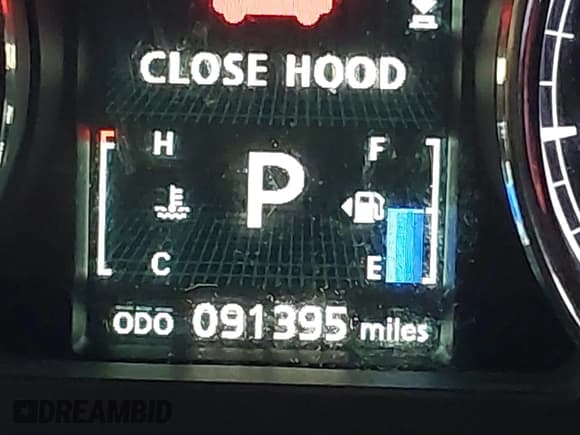 CLOSE HOOD
H
F
P
C
E
ODO 091395 miles
DREAMBID